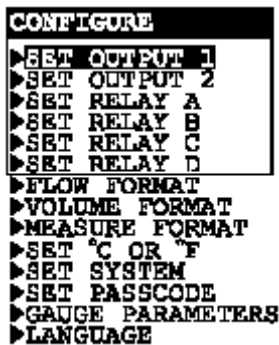 CONFIGURE
SET OUTPUT 1
SET OUTPUT 2
SET RELAY A
SET RELAY B
SET RELAY C
SET RELAY D
FLOW FORMAT
VOLUME FORMAT
MEASURE FORMAT
SET °C OR °F
SET SYSTEM
SET PASSCODE
GAUGE PARAMETERS
LANGUAGE